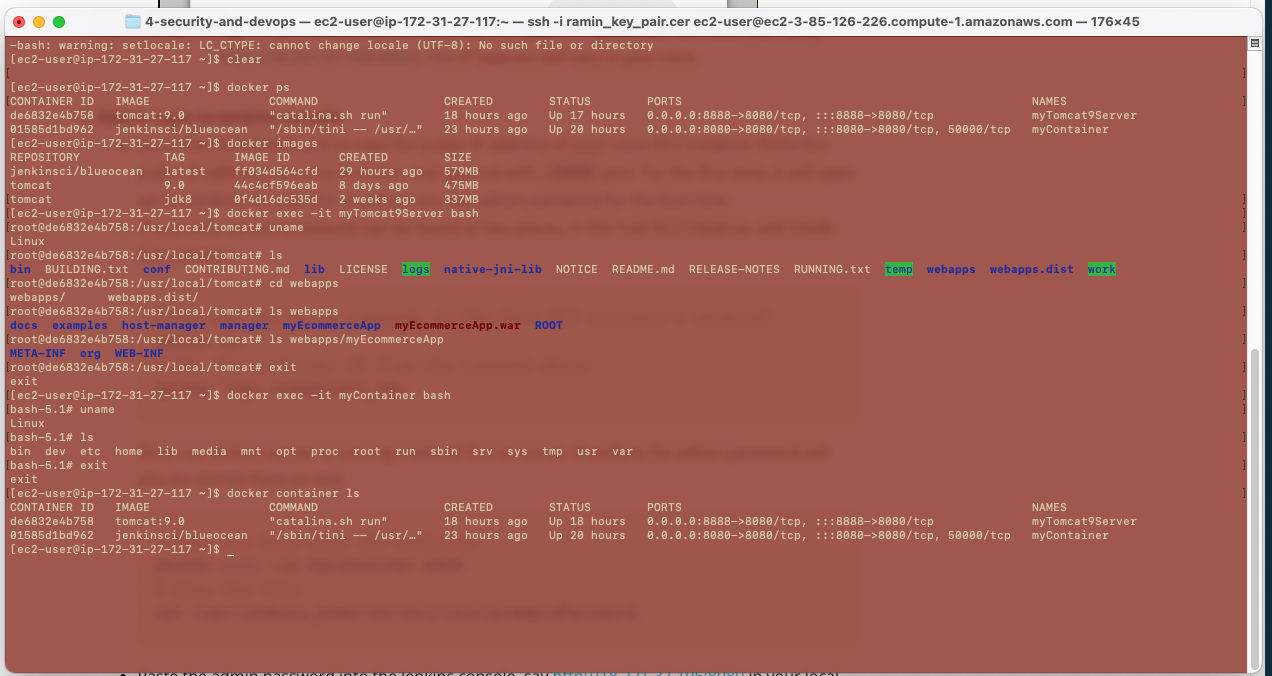 4-security-and-devops — ec2-user@ip-172-31-27-117:~ — ssh -i ramin_key_pair.cer ec2-user@ec2-3-85-126-226.compute-1.amazonaws.com — 176×45
-bash: warning: setlocale: LC_CTYPE: cannot change locale (UTF-8): No such file or directory
[ec2-user@ip-172-31-27-117 ~]$ clear
[ec2-user@ip-172-31-27-117 ~]$ docker ps
CONTAINER ID   IMAGE                 COMMAND                  CREATED        STATUS        PORTS                                                  NAMES
de6832e4b758   tomcat:9.0            "catalina.sh run"        18 hours ago   Up 17 hours   0.0.0.0:8888->8080/tcp, :::8888->8080/tcp              myTomcat9Server
01585d1bd962   jenkinsci/blueocean   "/sbin/tini -- /usr/…"   23 hours ago   Up 20 hours   0.0.0.0:8080->8080/tcp, :::8080->8080/tcp, 50000/tcp   myContainer
[ec2-user@ip-172-31-27-117 ~]$ docker images
REPOSITORY            TAG       IMAGE ID       CREATED        SIZE
jenkinsci/blueocean   latest    ff034d564cfd   29 hours ago   579MB
tomcat                9.0       44c4cf596eab   8 days ago     475MB
tomcat                jdk8      0f4d16dc535d   2 weeks ago    337MB
[ec2-user@ip-172-31-27-117 ~]$ docker exec -it myTomcat9Server bash
root@de6832e4b758:/usr/local/tomcat# uname
Linux
root@de6832e4b758:/usr/local/tomcat# ls
bin  BUILDING.txt  conf  CONTRIBUTING.md  lib  LICENSE  logs  native-jni-lib  NOTICE  README.md  RELEASE-NOTES  RUNNING.txt  temp  webapps  webapps.dist  work
root@de6832e4b758:/usr/local/tomcat# cd webapps
webapps/      webapps.dist/
root@de6832e4b758:/usr/local/tomcat# ls webapps
docs  examples  host-manager  manager  myEcommerceApp  myEcommerceApp.war  ROOT
root@de6832e4b758:/usr/local/tomcat# ls webapps/myEcommerceApp
META-INF  org  WEB-INF
root@de6832e4b758:/usr/local/tomcat# exit
exit
[ec2-user@ip-172-31-27-117 ~]$ docker exec -it myContainer bash
bash-5.1# uname
Linux
bash-5.1# ls
bin  dev  etc  home  lib  media  mnt  opt  proc  root  run  sbin  srv  sys  tmp  usr  var
bash-5.1# exit
exit
[ec2-user@ip-172-31-27-117 ~]$ docker container ls
CONTAINER ID   IMAGE                 COMMAND                  CREATED        STATUS        PORTS                                                  NAMES
de6832e4b758   tomcat:9.0            "catalina.sh run"        18 hours ago   Up 18 hours   0.0.0.0:8888->8080/tcp, :::8888->8080/tcp              myTomcat9Server
01585d1bd962   jenkinsci/blueocean   "/sbin/tini -- /usr/…"   23 hours ago   Up 20 hours   0.0.0.0:8080->8080/tcp, :::8080->8080/tcp, 50000/tcp   myContainer
[ec2-user@ip-172-31-27-117 ~]$